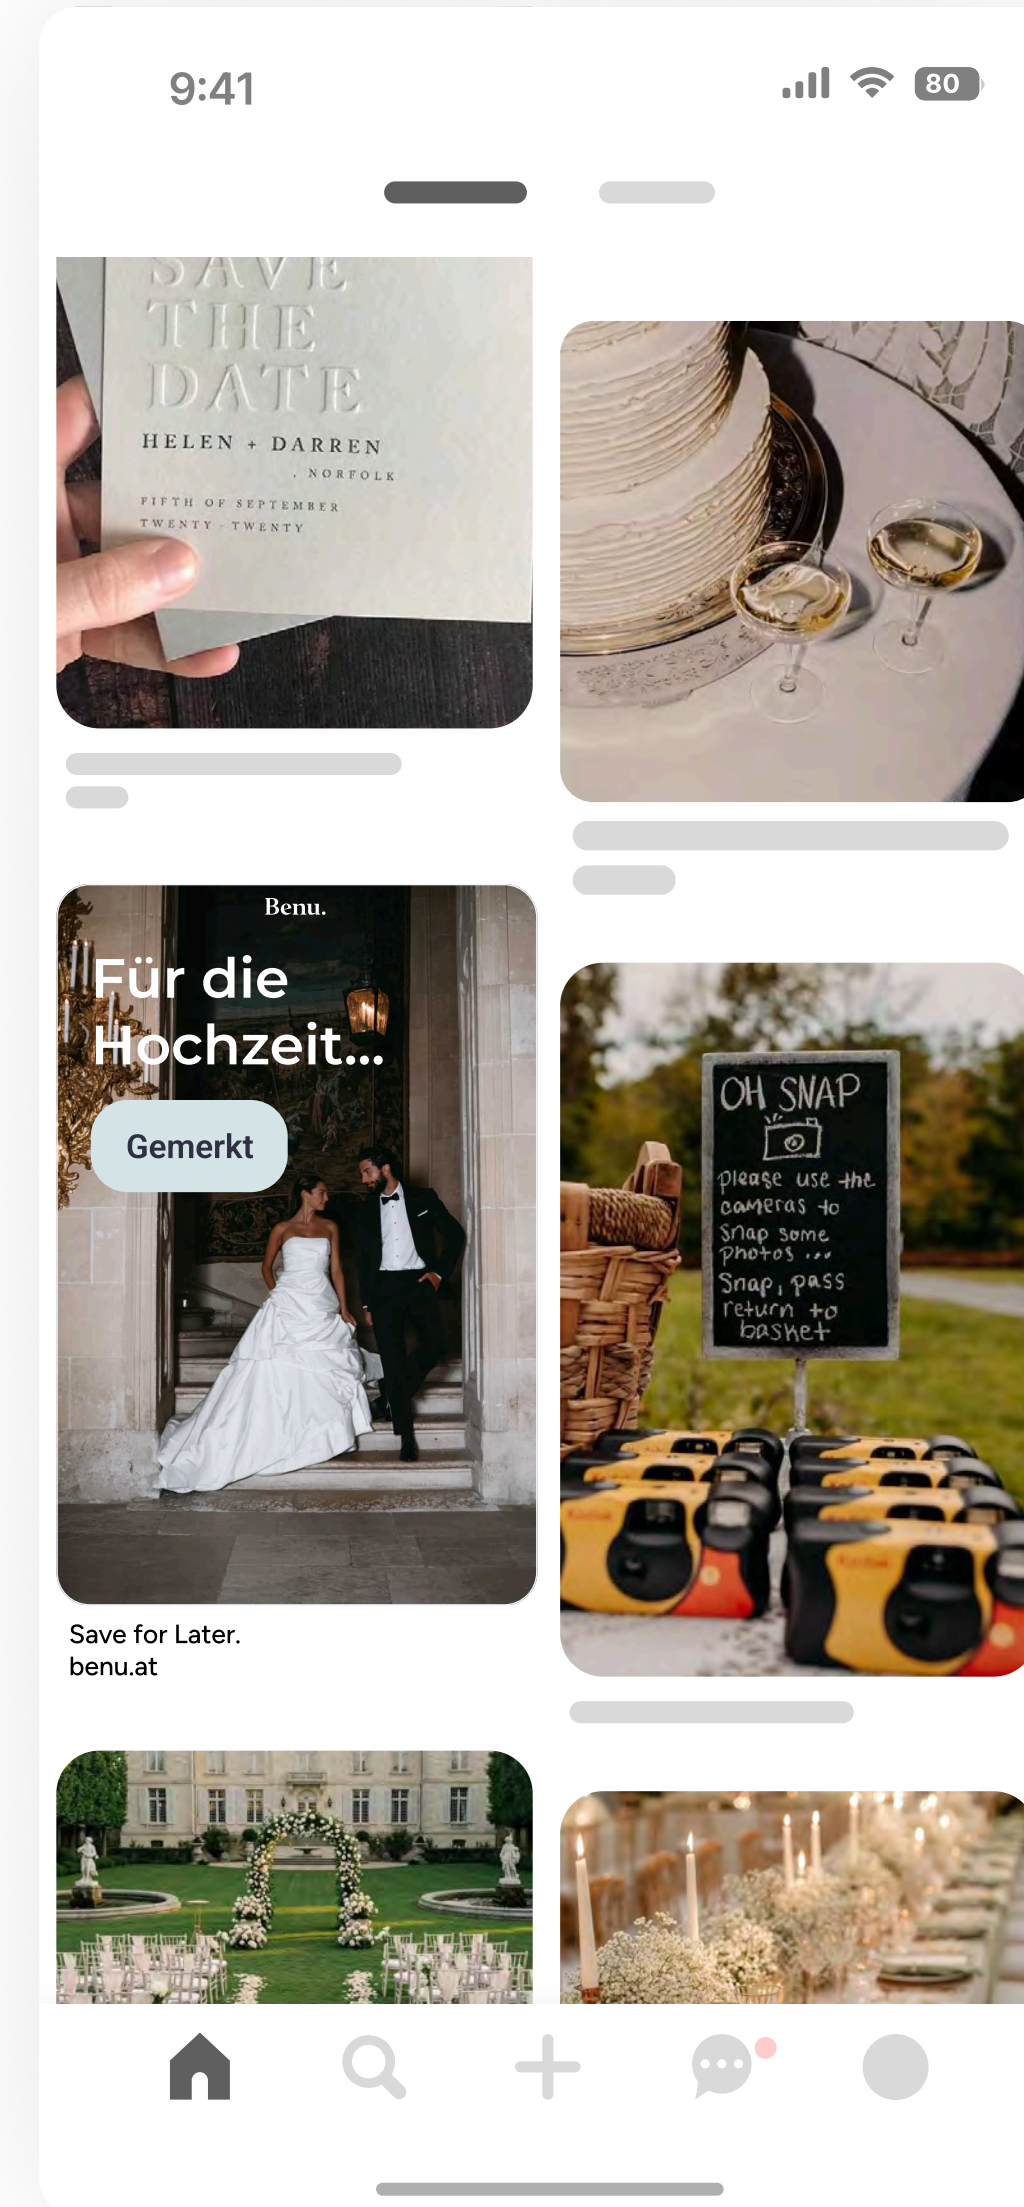 9:41
80
SAVE
THE
DATE
HELEN + DARREN
, NORFOLK
FIFTH OF SEPTEMBER
TWENTY TWENTY
Benu.
Für die
Hochzeit...
Gemerkt
Save for Later.
benu.at
OH SNAP
please use the
cameras to
snap some
photos ...
Snap, pass
return to
basket
Kodak